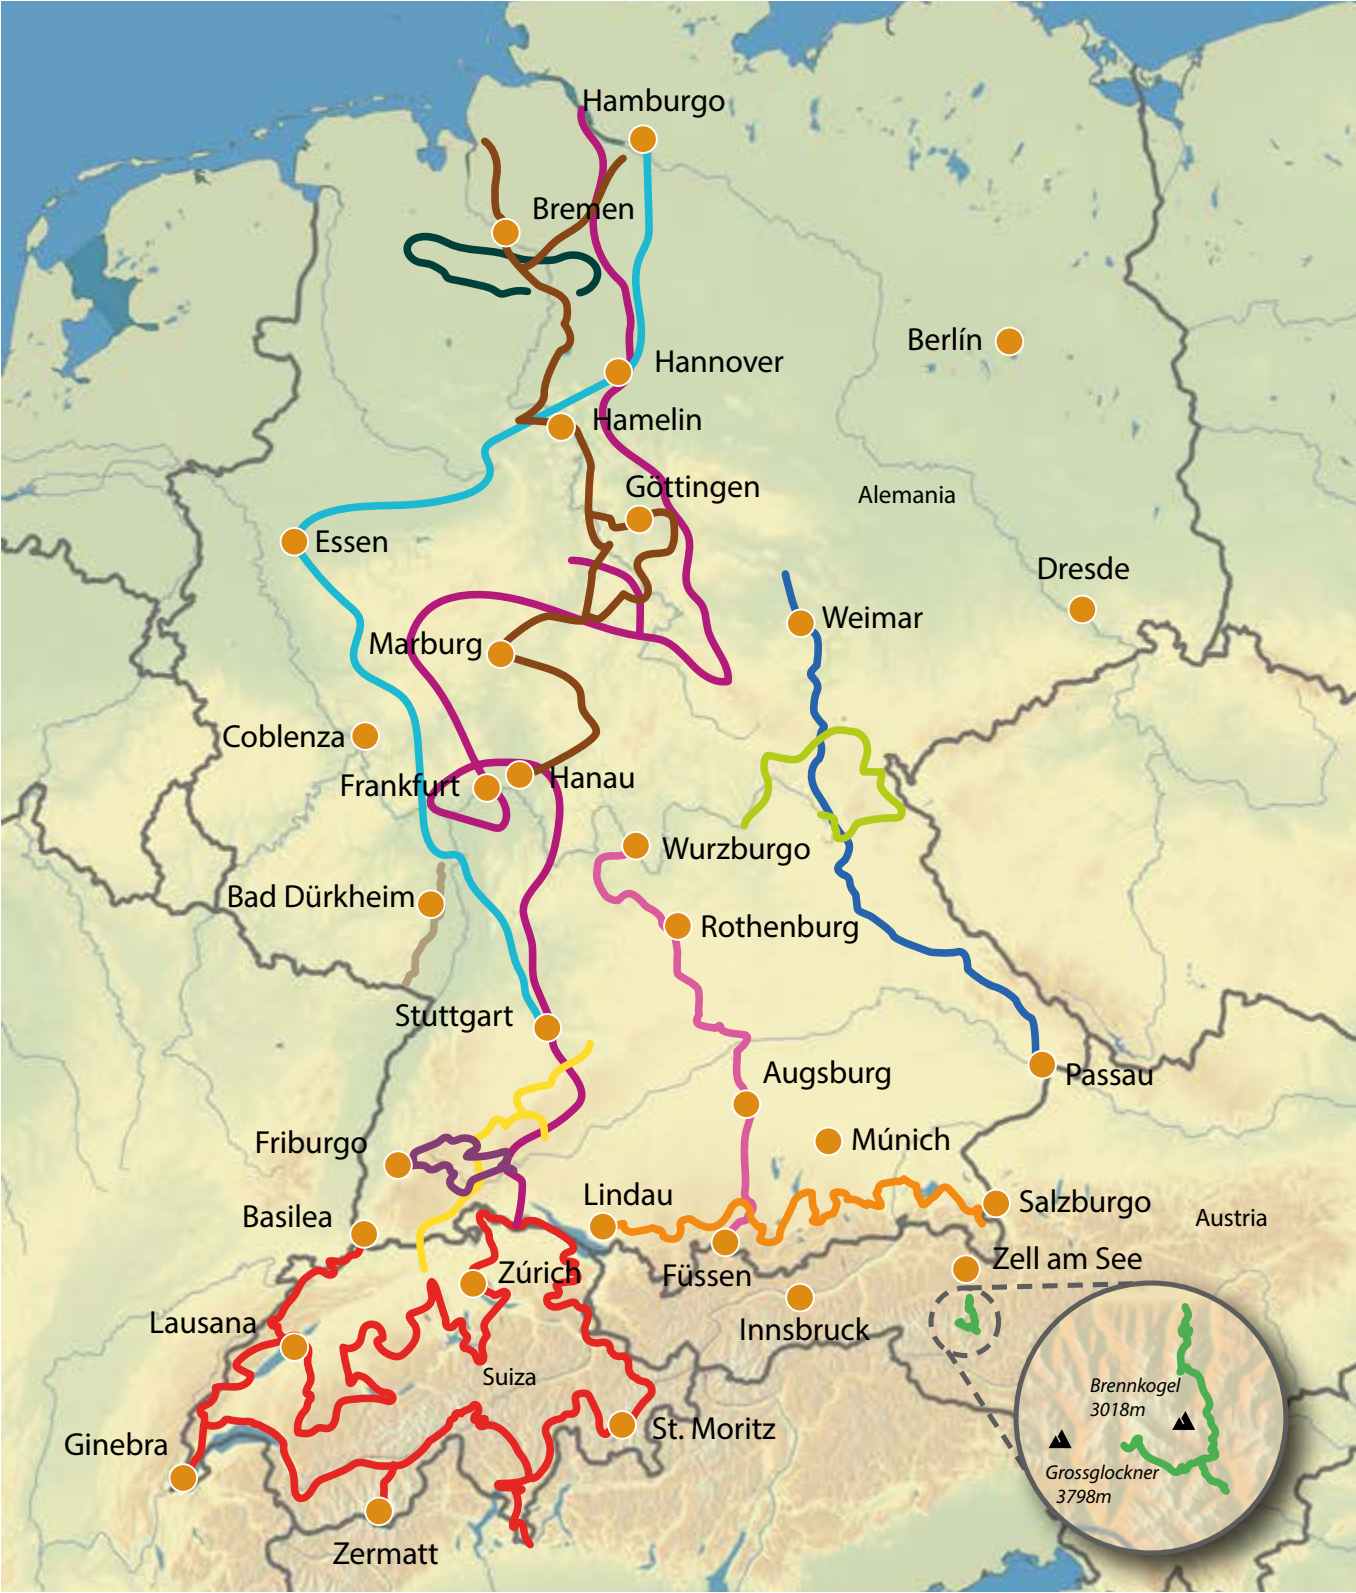 Hamburgo
Bremen
Berlín
Hannover
Hamelin
Göttingen
Alemania
Essen
Dresde
Weimar
Marburg
Coblenza
Frankfurt
Hanau
Wurzburgo
Bad Dürkheim
Rothenburg
Stuttgart
Augsburg
Passau
Friburgo
Múnich
Lindau
Salzburgo
Basilea
Austria
Zell am See
Füssen
Zúrich
Lausana
Innsbruck
Suiza
Brennkogel
3018m
St. Moritz
Ginebra
Grossglockner
3798m
Zermatt